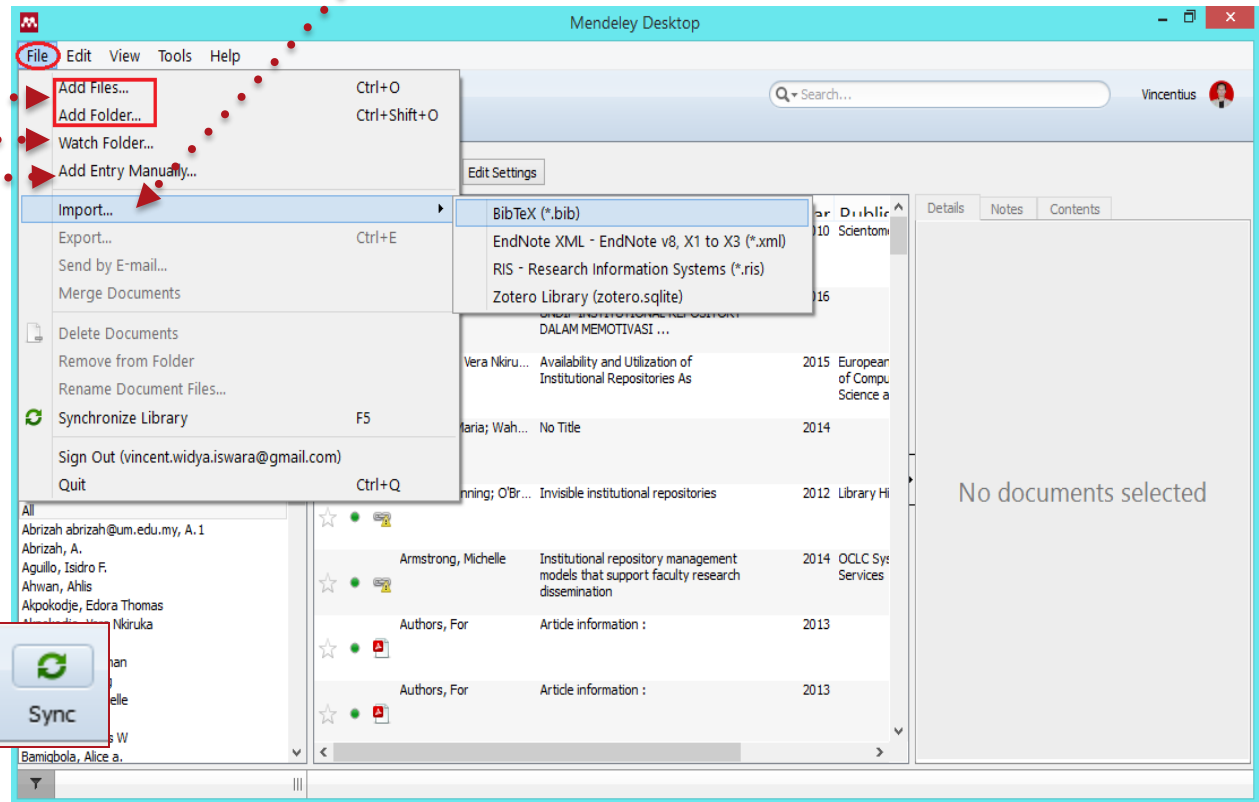 Mendeley Desktop
File Edit View Tools Help
Add Files... Ctrl+O
Add Folder... Ctrl+Shift+O
Watch Folder...
Add Entry Manually...
Import...
Export... Ctrl+E
Send by E-mail...
Merge Documents
Delete Documents
Remove from Folder
Rename Document Files...
Synchronize Library F5
Sign Out (vincent.widya.iswara@gmail.com)
Quit Ctrl+Q
BibTeX (*.bib)
EndNote XML - EndNote v8, X1 to X3 (*.xml)
RIS - Research Information Systems (*.ris)
Zotero Library (zotero.sqlite)
Search...
Vincentius
Edit Settings
Details Notes Contents
No documents selected
DALAM MEMOTIVASI ...
Vera Nkiru... Availability and Utilization of 2015 European
Institutional Repositories As of Compu
Science a
Maria; Wah... No Title 2014
nning; O'Br... Invisible institutional repositories 2012 Library Hi
Armstrong, Michelle Institutional repository management 2014 OCLC Sys
models that support faculty research Services
dissemination
Authors, For Article information : 2013
Authors, For Article information : 2013
All
Abrizah abrizah@um.edu.my, A.1
Abrizah, A.
Aguillo, Isidro F.
Ahwan, Ahlis
Akpokodje, Edora Thomas
Nkiruka
nan
elle
s W
Bamigbola, Alice a.
Sync